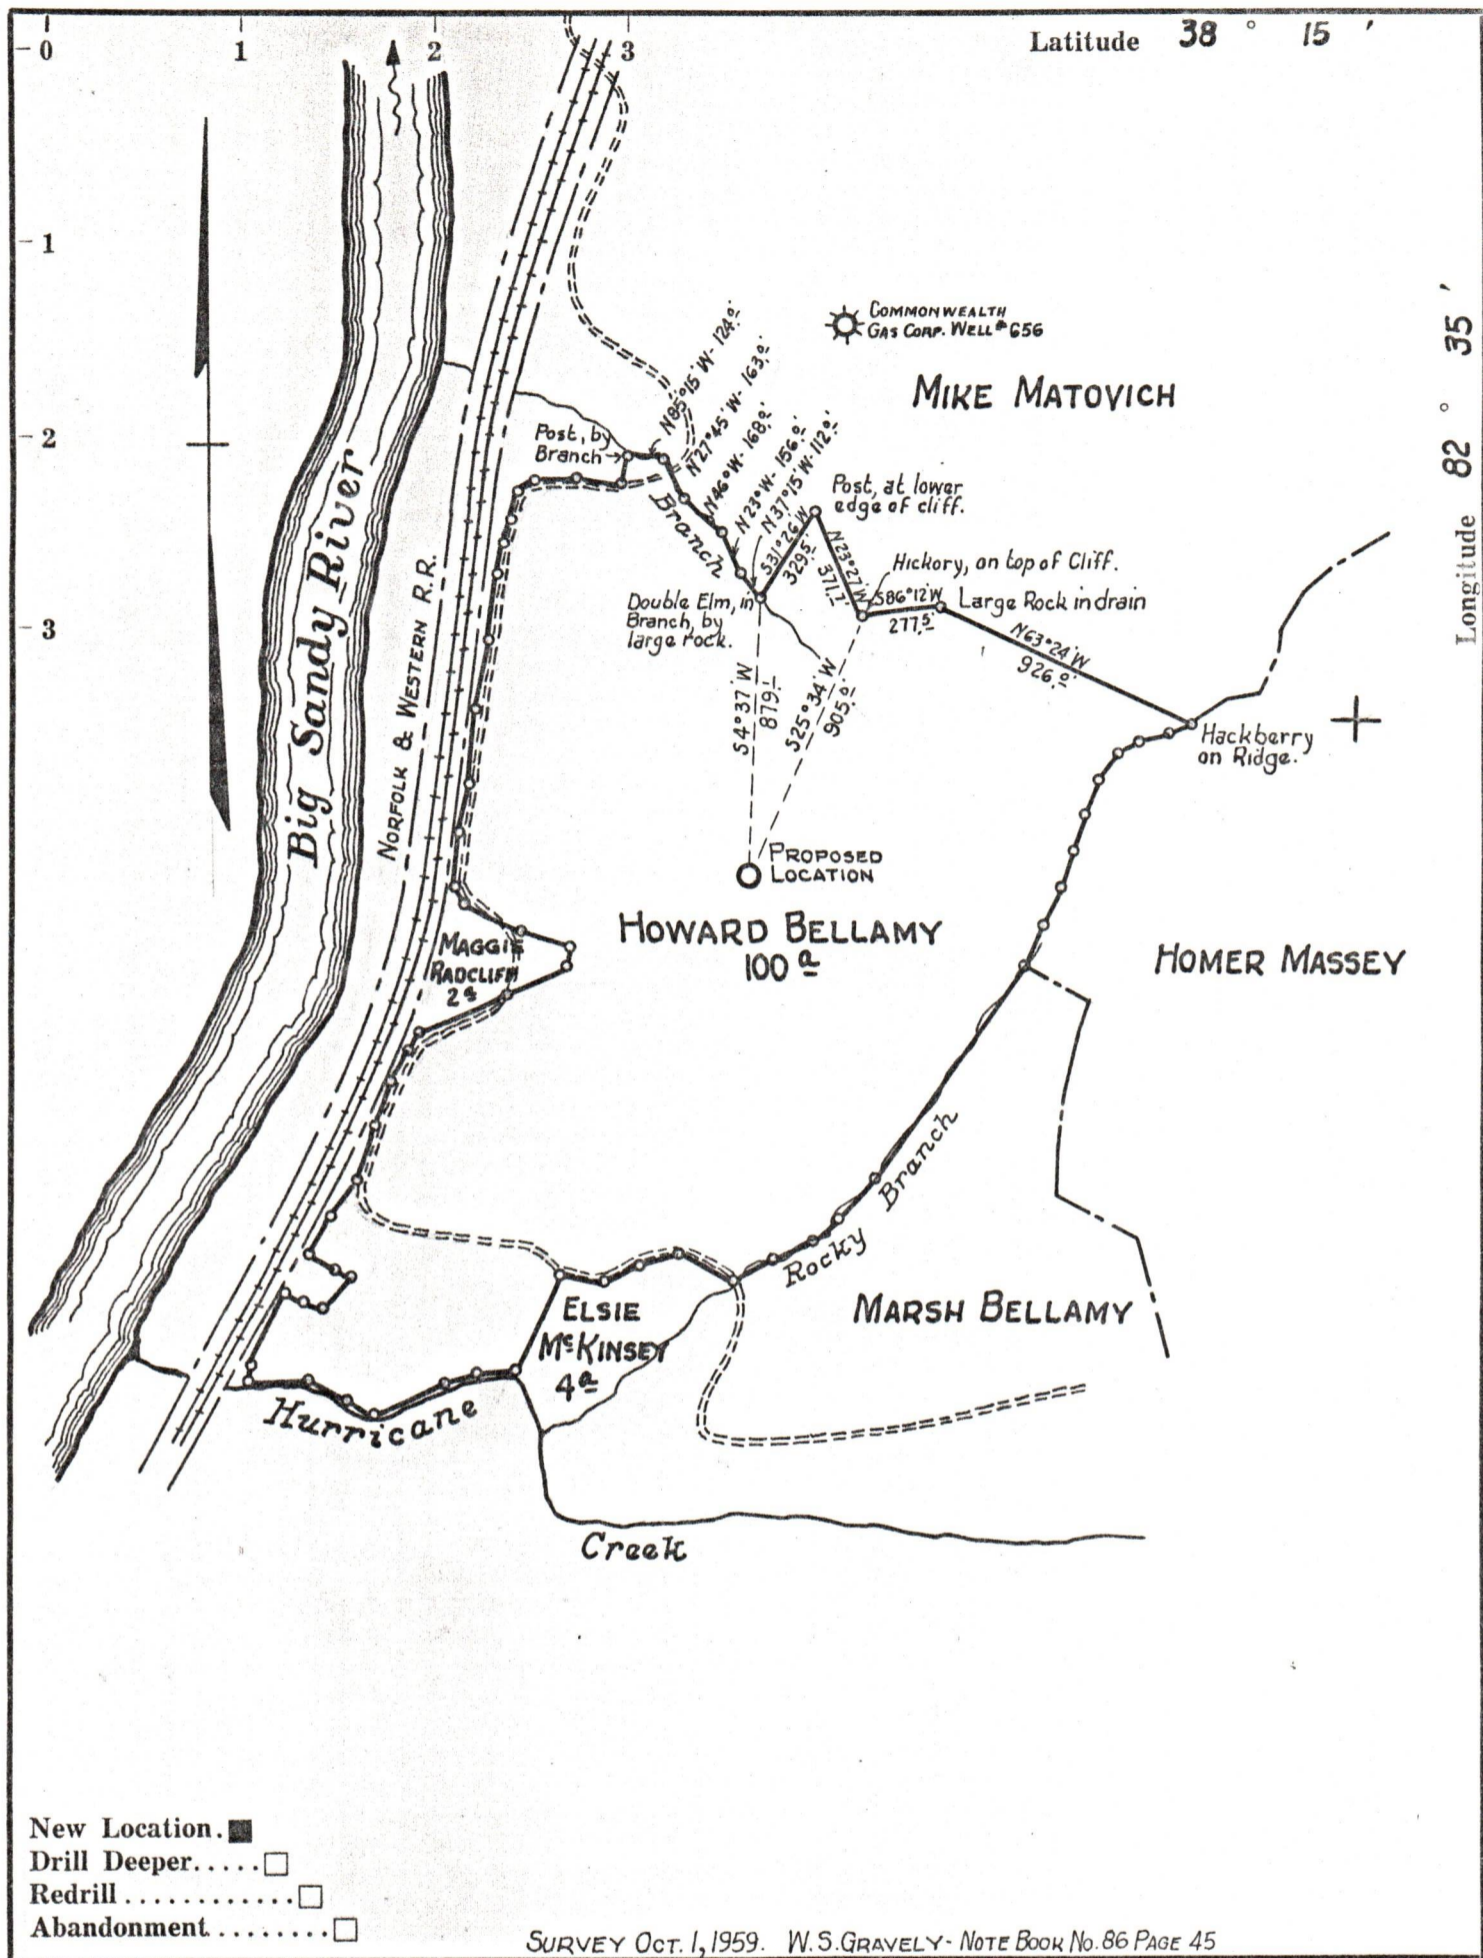 0 1 2 3 Latitude 38 ° 15 '
1
2
3
Longitude 82 ° 35 '
COMMONWEALTH
GAS CORP. WELL # 656
MIKE MATOVICH
N85°15'W - 124.0'
N27°45'W - 163.0'
N46°W - 168.0'
N23°W - 156.0'
N37°15'W - 112.0'
Post, by
Branch
Branch
S31°26'W
329.5'
Post, at lower
edge of cliff.
N23°27'W
371.7'
Hickory, on top of Cliff.
S86°12'W
277.5'
Large Rock in drain
N63°24'W
926.0'
Double Elm, in
Branch, by
large rock.
S4°37'W
879.1'
S25°34'W
905.0'
Hackberry
on Ridge.
Big Sandy River
NORFOLK & WESTERN R.R.
PROPOSED
LOCATION
HOWARD BELLAMY
100 a
MAGGIE
RADCLIFF
2 a
HOMER MASSEY
Rocky Branch
ELSIE
McKINSEY
4 a
MARSH BELLAMY
Hurricane
Creek
New Location.
Drill Deeper.....
Redrill............
Abandonment.........
SURVEY OCT. 1, 1959. W.S. GRAVELY - NOTE BOOK NO. 86 PAGE 45